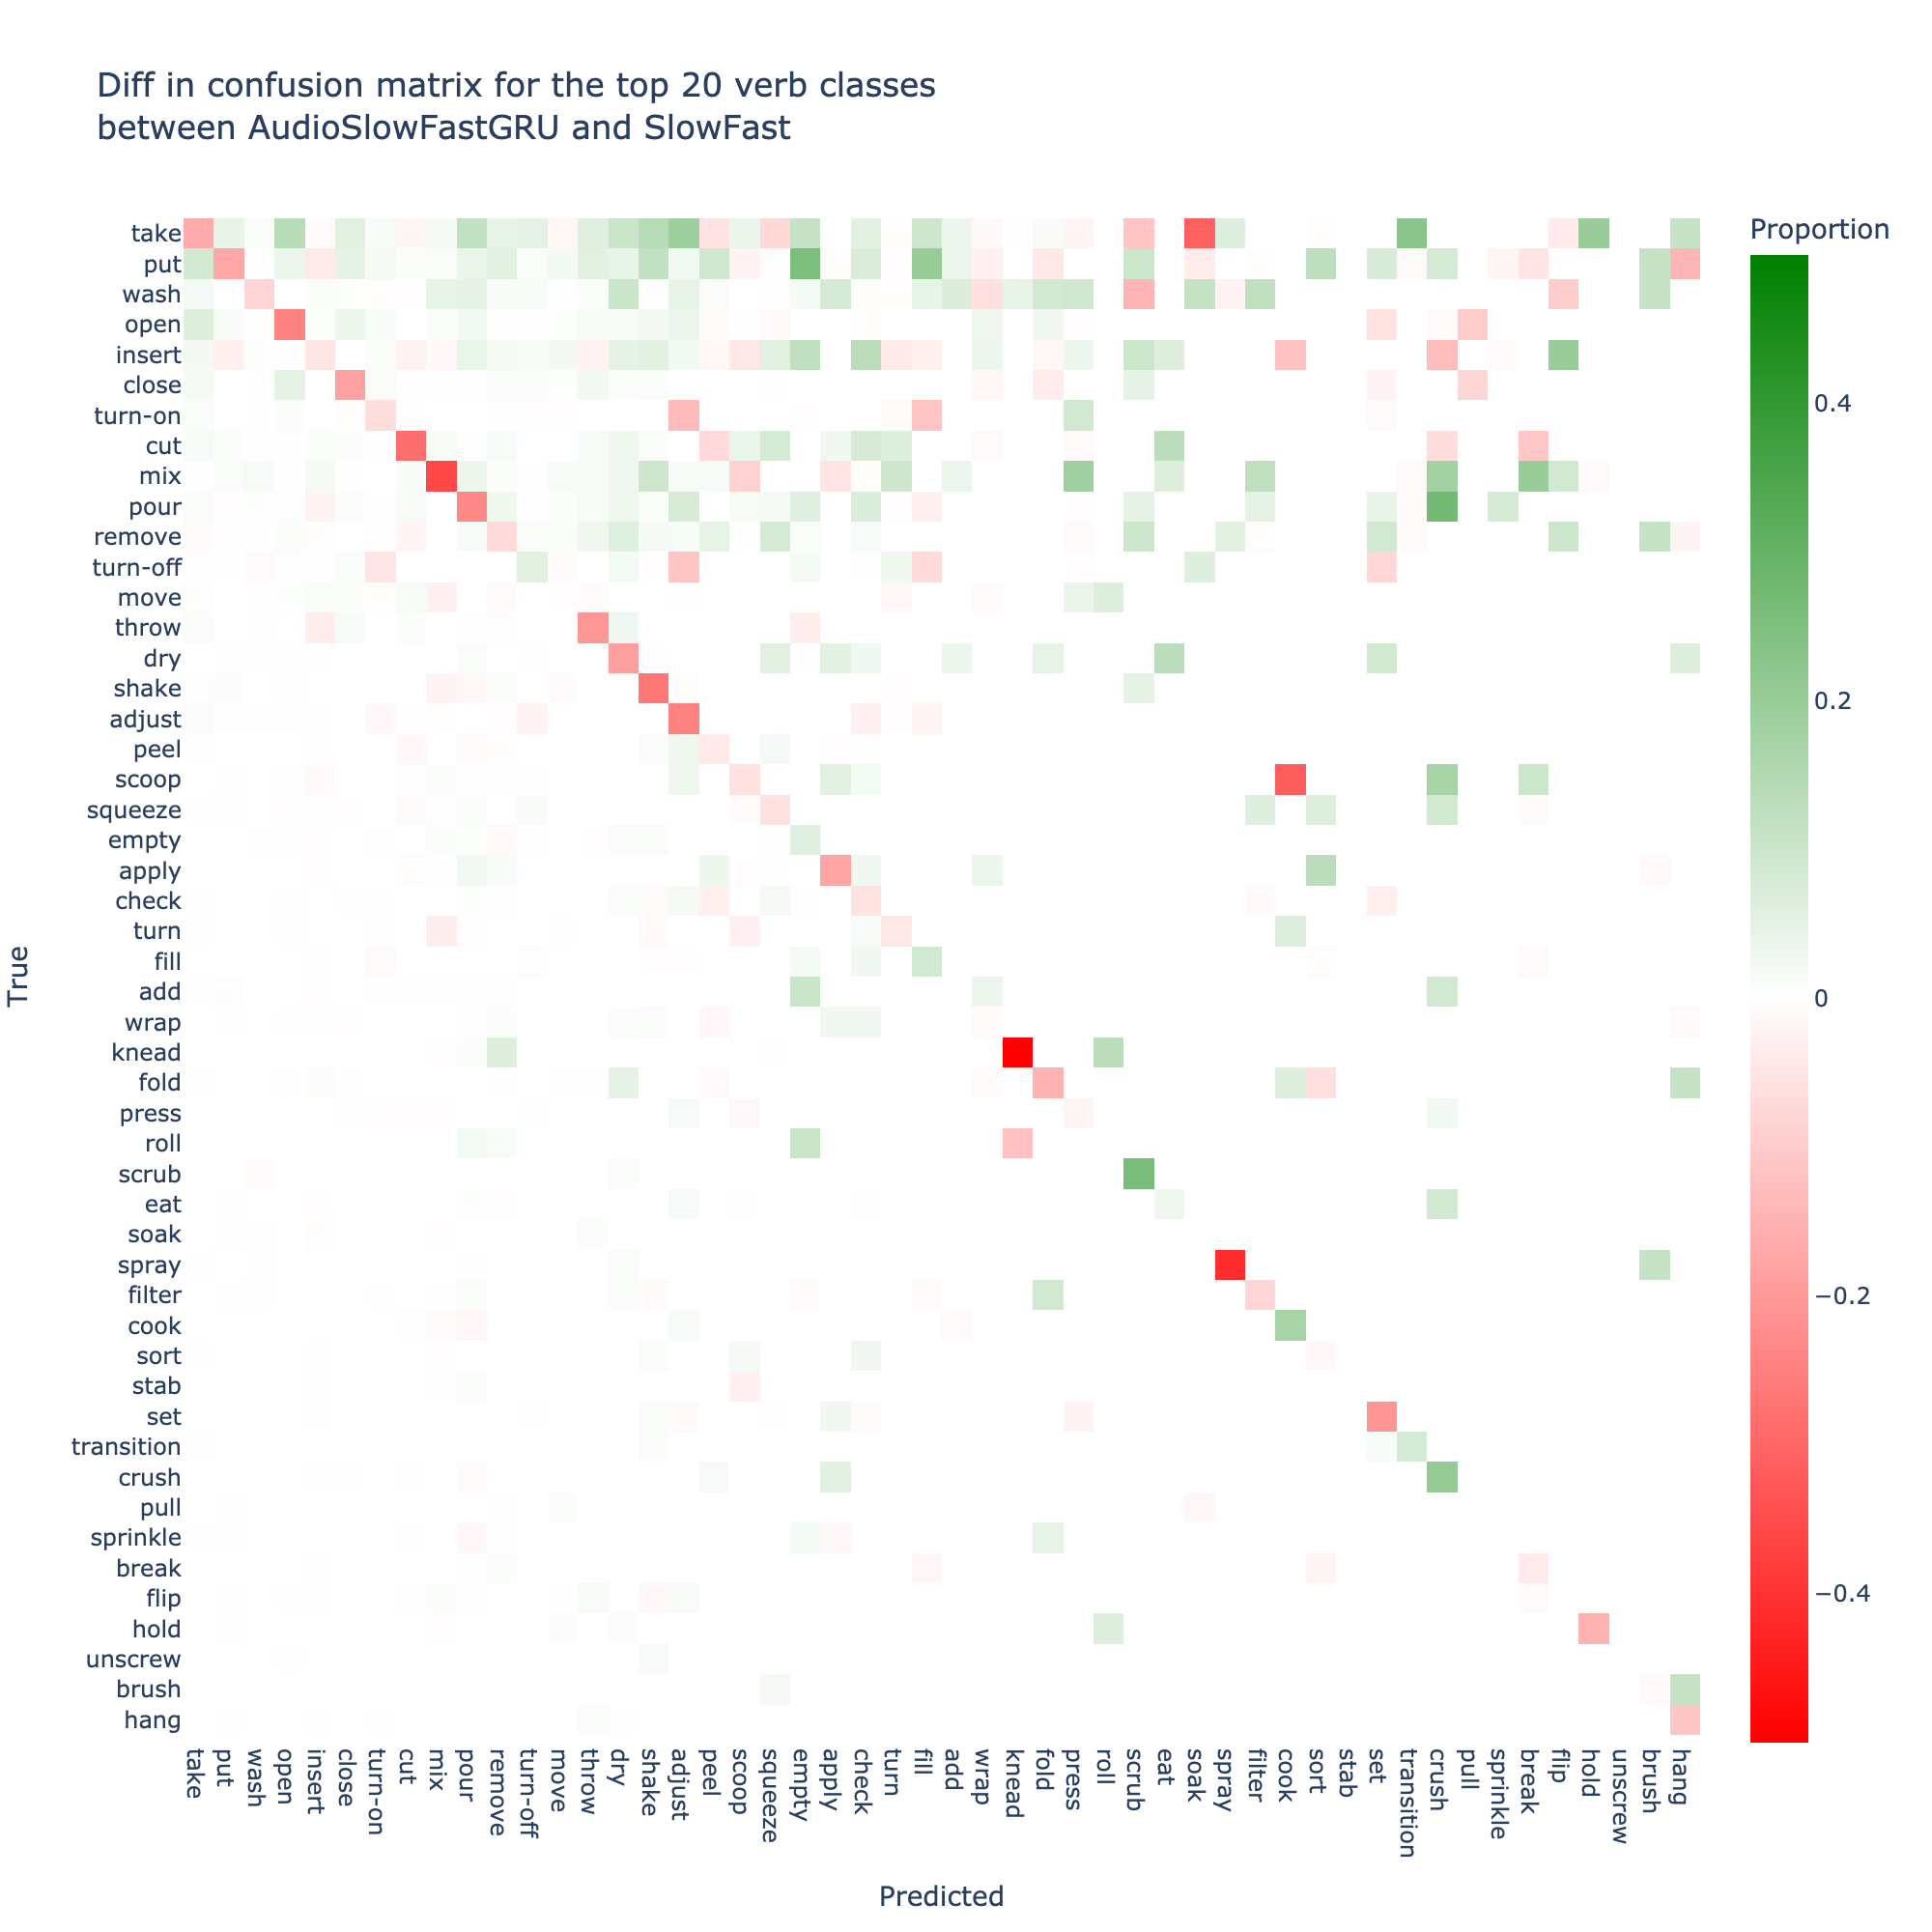 Diff in confusion matrix for the top 20 verb classes
between AudioSlowFastGRU and SlowFast
Proportion
take
put
wash
open
insert
close
turn-on
cut
mix
pour
remove
turn-off
move
throw
dry
shake
adjust
peel
scoop
squeeze
empty
apply
check
turn
fill
add
wrap
knead
fold
press
roll
scrub
eat
soak
spray
filter
cook
sort
stab
set
transition
crush
pull
sprinkle
break
flip
hold
unscrew
brush
hang
True
0.4
0.2
0
−0.2
−0.4
take
put
wash
open
insert
close
turn-on
cut
mix
pour
remove
turn-off
move
throw
dry
shake
adjust
peel
scoop
squeeze
empty
apply
check
turn
fill
add
wrap
knead
fold
press
roll
scrub
eat
soak
spray
filter
cook
sort
stab
set
transition
crush
pull
sprinkle
break
flip
hold
unscrew
brush
hang
Predicted